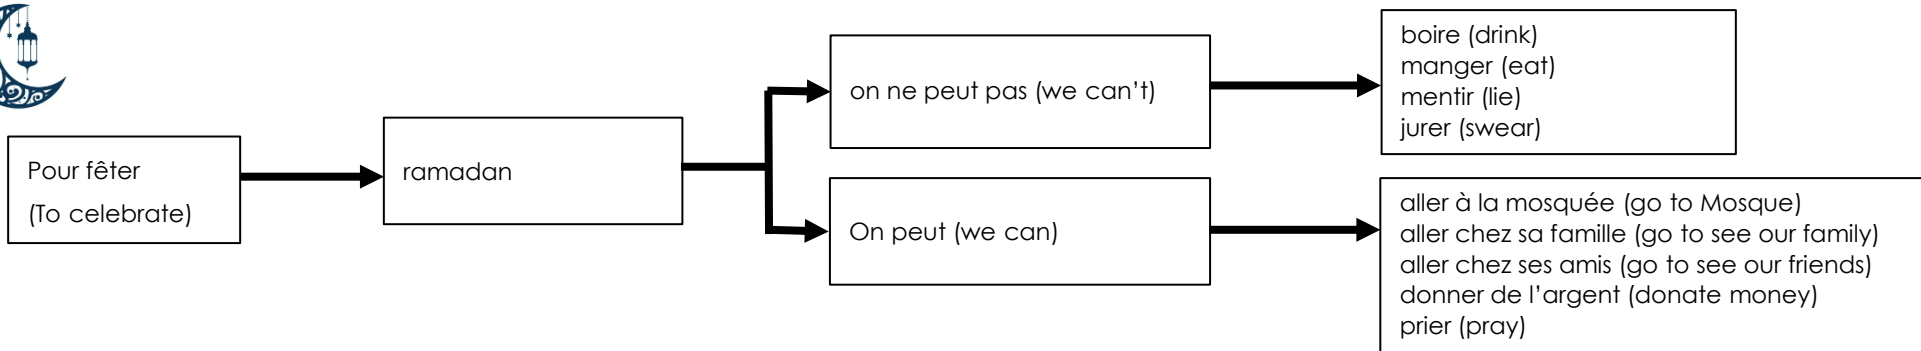 Pour fêter
(To celebrate)
ramadan
on ne peut pas (we can't)
boire (drink)
manger (eat)
mentir (lie)
jurer (swear)
On peut (we can)
aller à la mosquée (go to Mosque)
aller chez sa famille (go to see our family)
aller chez ses amis (go to see our friends)
donner de l’argent (donate money)
prier (pray)